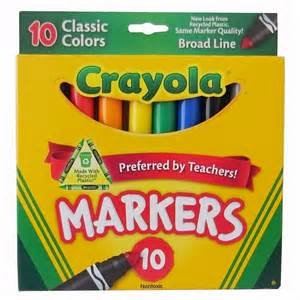 10 Classic Colors
New Look from
Recycled Plastic,
Same Marker Quality!
Broad Line
Crayola
Made With
Recycled
Plastic!
Preferred by Teachers!
MARKERS
10
Nontoxic